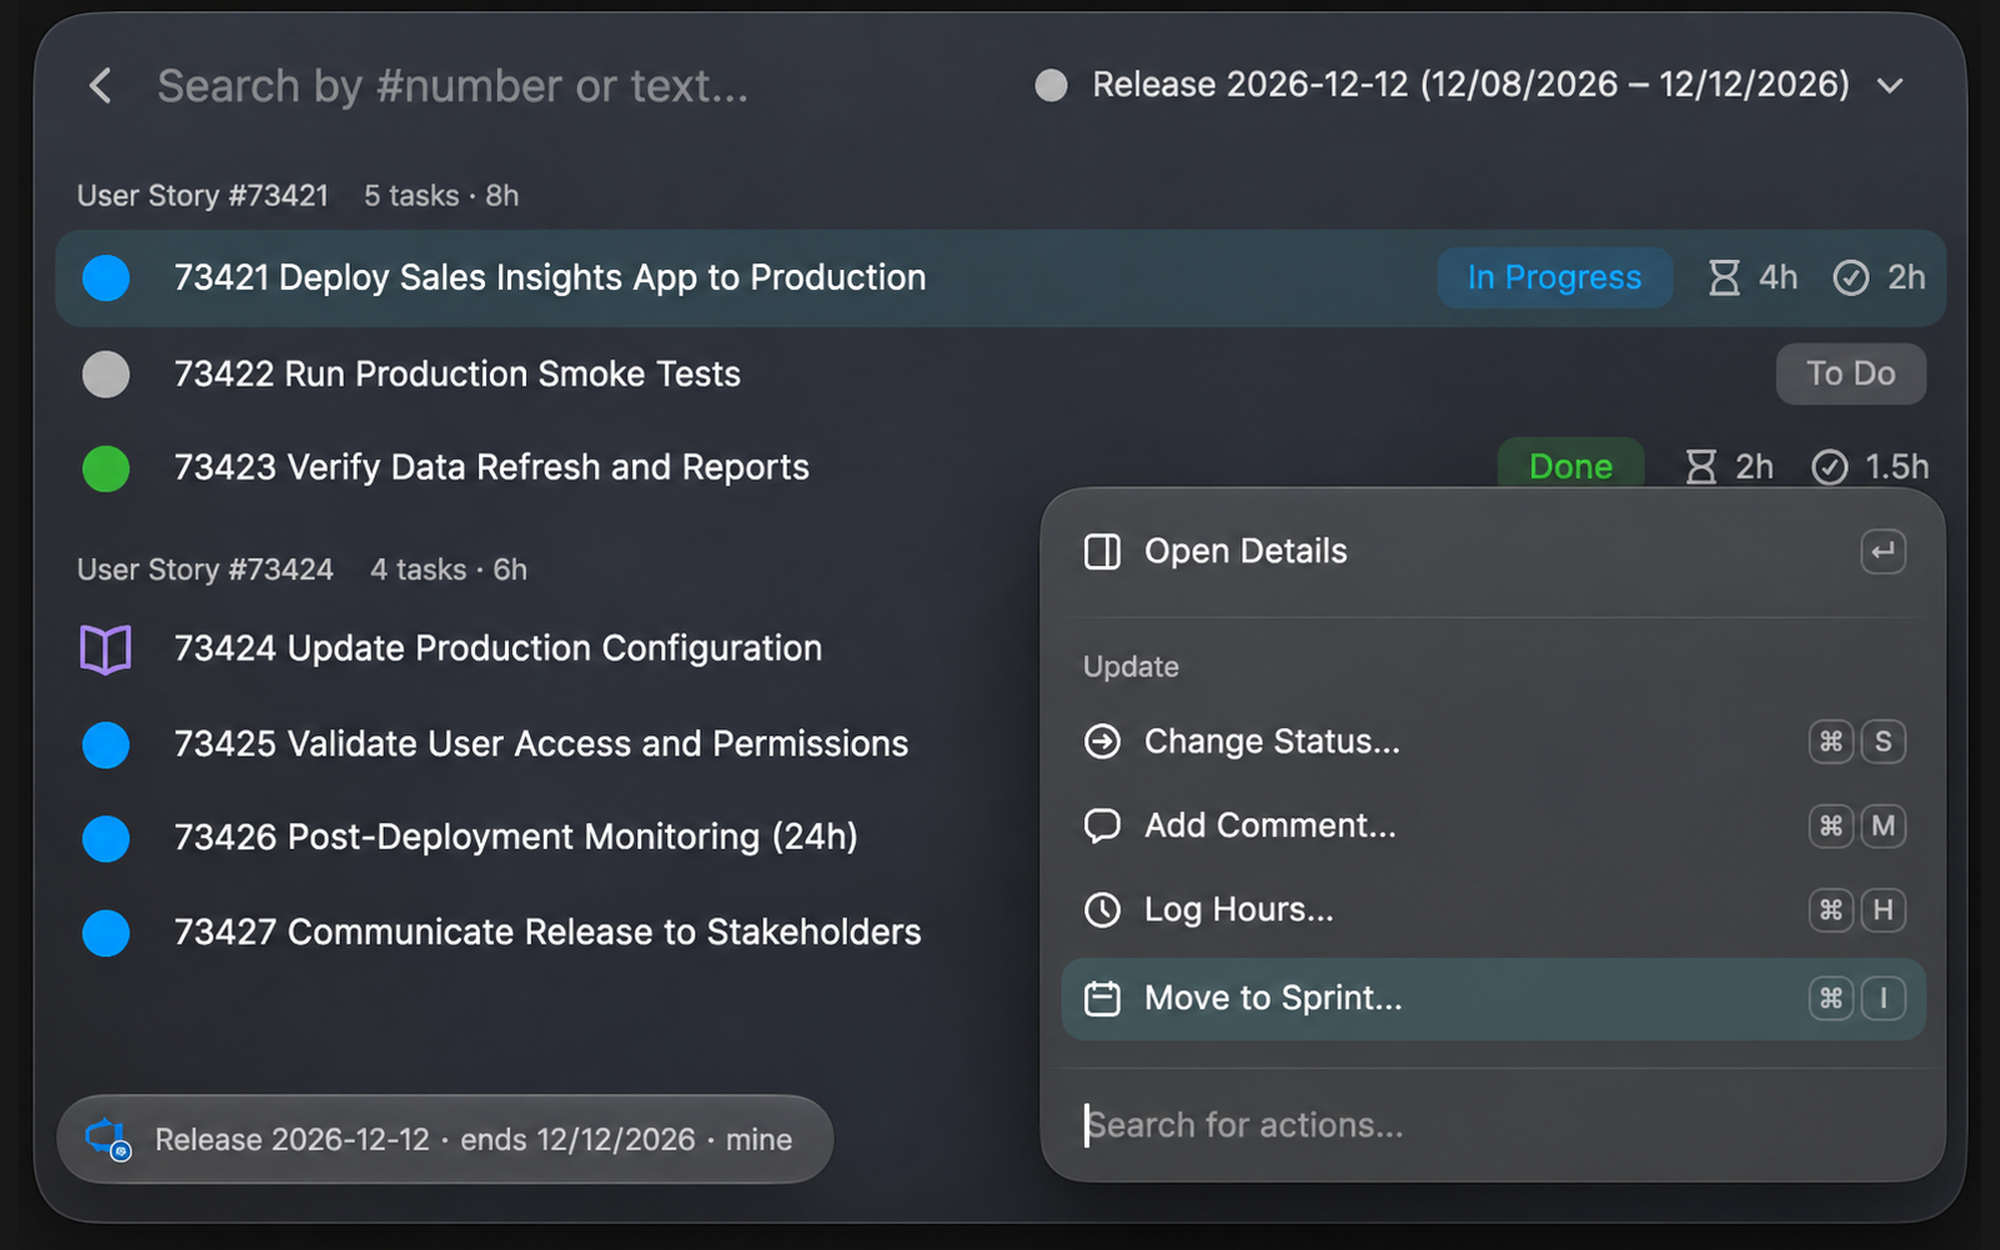 Search by #number or text...
Release 2026-12-12 (12/08/2026 – 12/12/2026)
User Story #73421 5 tasks · 8h
73421 Deploy Sales Insights App to Production In Progress 4h 2h
73422 Run Production Smoke Tests To Do
73423 Verify Data Refresh and Reports Done 2h 1.5h
User Story #73424 4 tasks · 6h
73424 Update Production Configuration
73425 Validate User Access and Permissions
73426 Post-Deployment Monitoring (24h)
73427 Communicate Release to Stakeholders
Release 2026-12-12 · ends 12/12/2026 · mine
Open Details ↵
Update
Change Status... ⌘ S
Add Comment... ⌘ M
Log Hours... ⌘ H
Move to Sprint... ⌘ I
Search for actions...